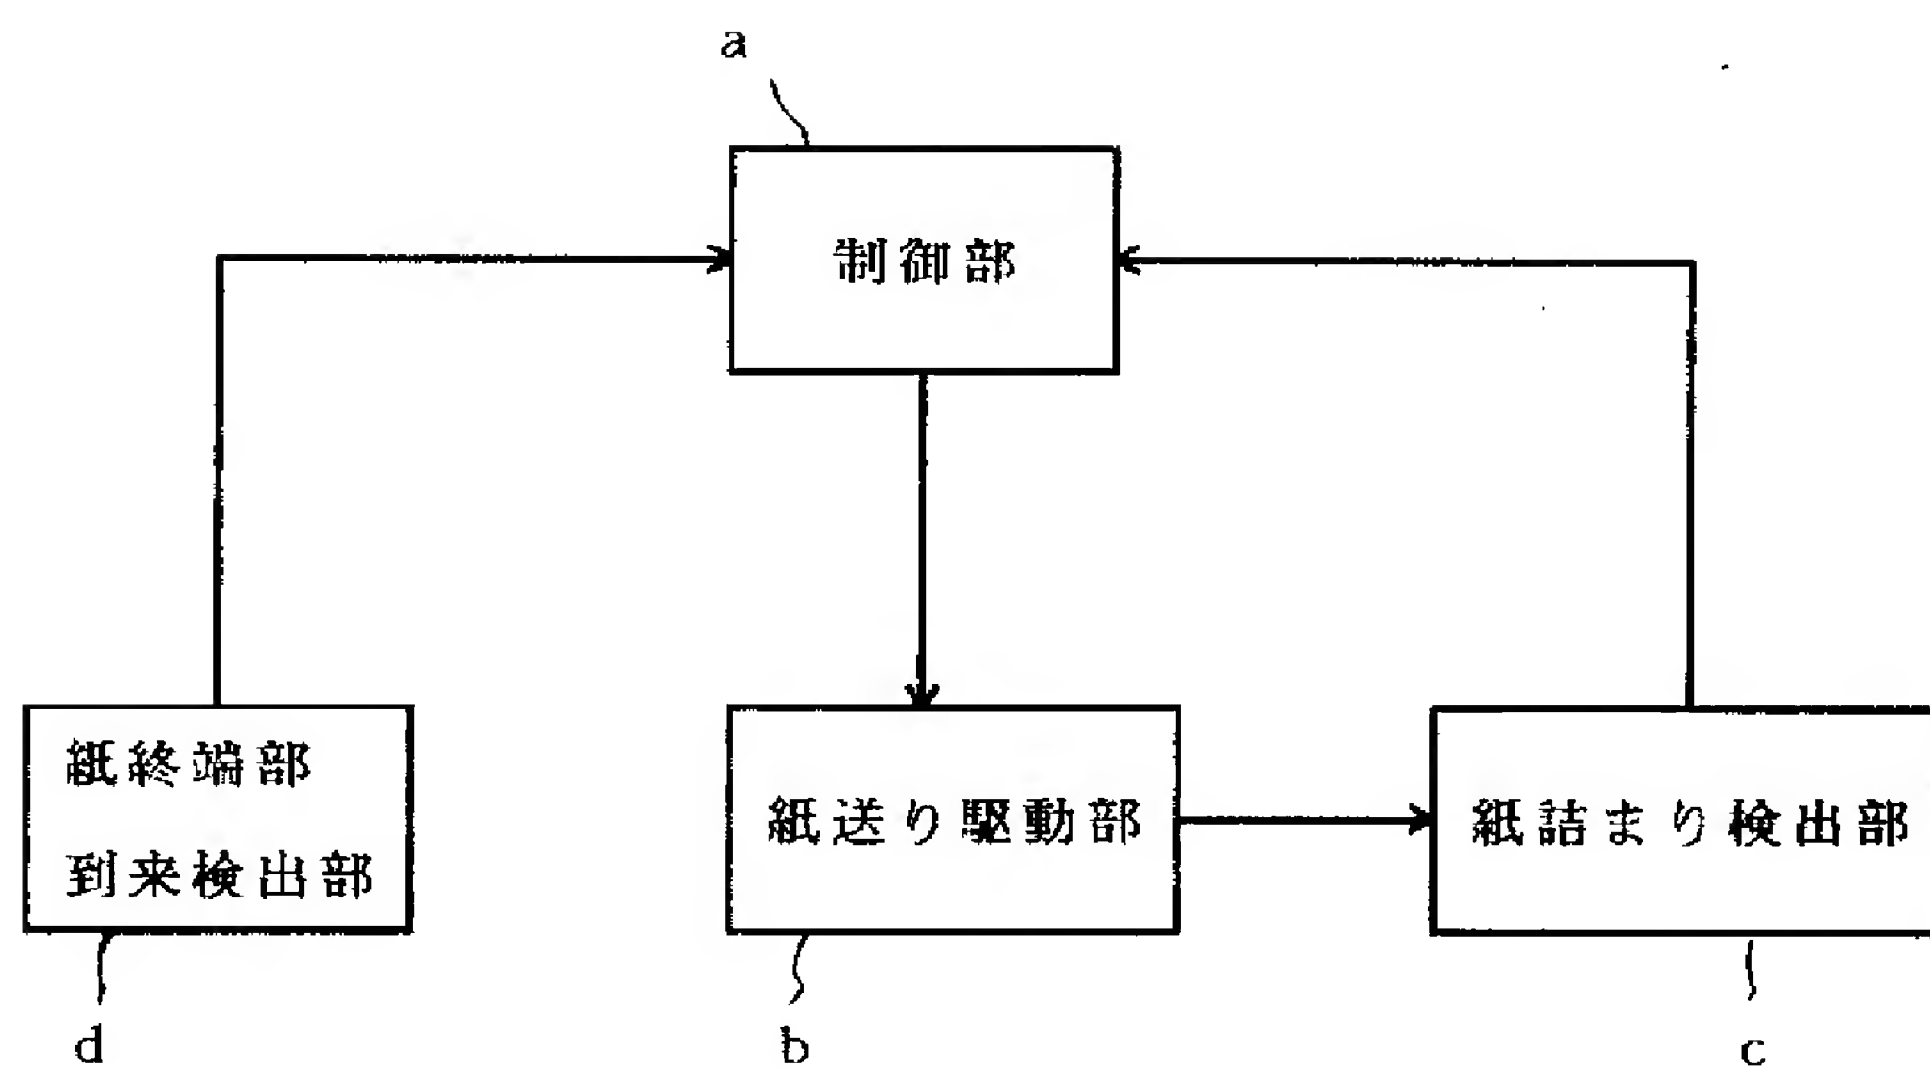 a
制御部
紙終端部
到来検出部
紙送り駆動部
紙詰まり検出部
d
b
c